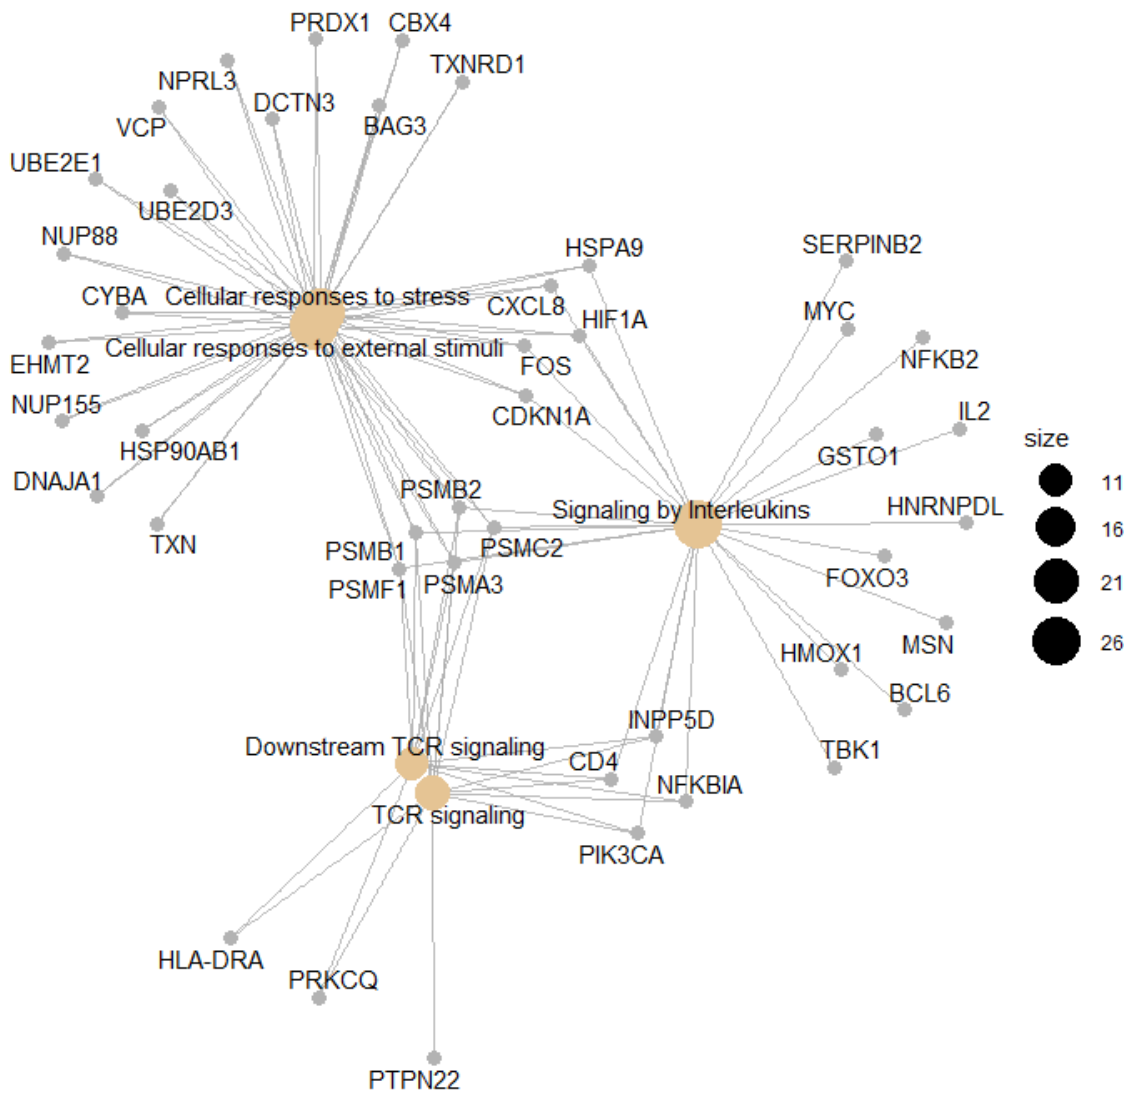 PRDX1
CBX4
TXNRD1
NPRL3
DCTN3
BAG3
VCP
UBE2E1
UBE2D3
NUP88
HSPA9
SERPINB2
CYBA
Cellular responses to stress
CXCL8
HIF1A
MYC
EHMT2
Cellular responses to external stimuli
FOS
NFKB2
NUP155
CDKN1A
IL2
HSP90AB1
GSTO1
size
DNAJA1
PSMB2
Signaling by Interleukins
HNRNPDL
11
TXN
PSMB1
PSMC2
16
PSMF1
PSMA3
FOXO3
21
MSN
26
HMOX1
BCL6
INPP5D
Downstream TCR signaling
CD4
TBK1
NFKBIA
TCR signaling
PIK3CA
HLA-DRA
PRKCQ
PTPN22